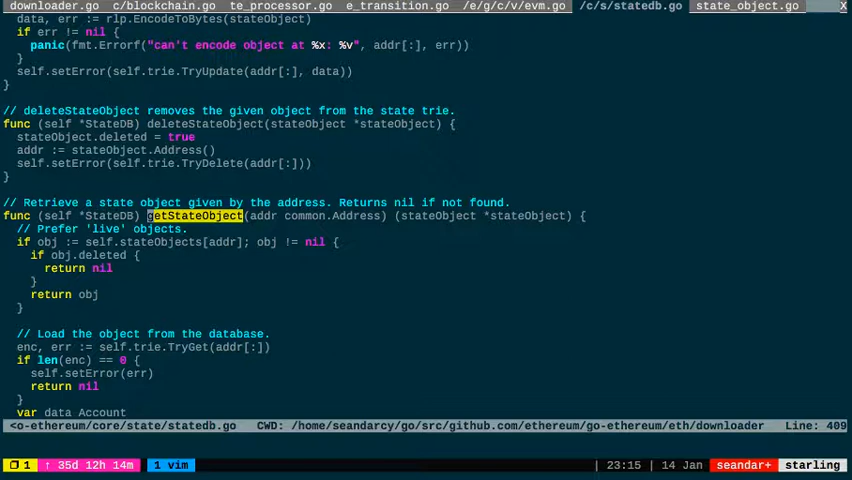 downloader.go c/blockchain.go te_processor.go e_transition.go /e/g/c/v/evm.go /c/s/statedb.go state_object.go X
data, err := rlp.EncodeToBytes(stateObject)
if err != nil {
panic(fmt.Errorf("can't encode object at %x: %v", addr[:], err))
}
self.setError(self.trie.TryUpdate(addr[:], data))
}
// deleteStateObject removes the given object from the state trie.
func (self *StateDB) deleteStateObject(stateObject *stateObject) {
stateObject.deleted = true
addr := stateObject.Address()
self.setError(self.trie.TryDelete(addr[:]))
}
// Retrieve a state object given by the address. Returns nil if not found.
func (self *StateDB) getStateObject(addr common.Address) (stateObject *stateObject) {
// Prefer 'live' objects.
if obj := self.stateObjects[addr]; obj != nil {
if obj.deleted {
return nil
}
return obj
}
// Load the object from the database.
enc, err := self.trie.TryGet(addr[:])
if len(enc) == 0 {
self.setError(err)
return nil
}
var data Account
<o-ethereum/core/state/statedb.go CWD: /home/seandarcy/go/src/github.com/ethereum/go-ethereum/eth/downloader Line: 409
❐ 1 ↑ 35d 12h 14m 1 vim | 23:15 | 14 Jan seandar+ starling